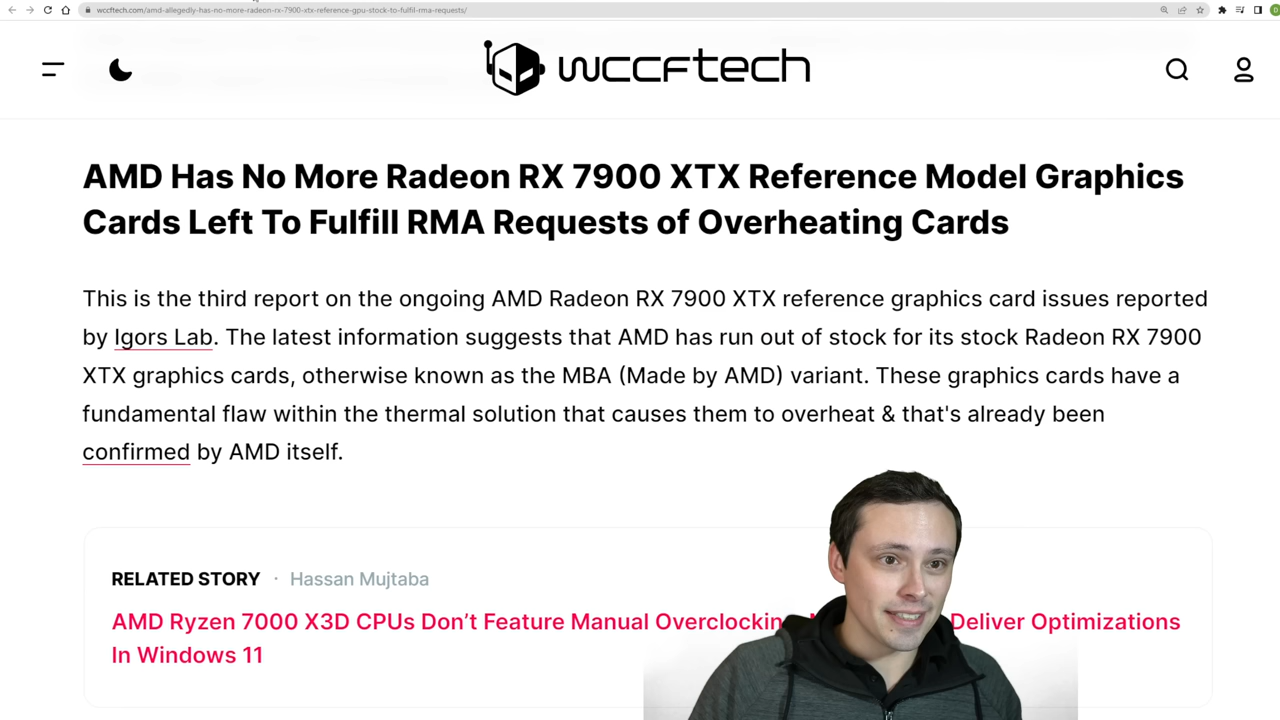 wccftech.com/amd-allegedly-has-no-more-radeon-rx-7900-xtx-reference-gpu-stock-to-fulfil-rma-requests/
wccftech
AMD Has No More Radeon RX 7900 XTX Reference Model Graphics
Cards Left To Fulfill RMA Requests of Overheating Cards
This is the third report on the ongoing AMD Radeon RX 7900 XTX reference graphics card issues reported
by Igors Lab. The latest information suggests that AMD has run out of stock for its stock Radeon RX 7900
XTX graphics cards, otherwise known as the MBA (Made by AMD) variant. These graphics cards have a
fundamental flaw within the thermal solution that causes them to overheat & that's already been
confirmed by AMD itself.
RELATED STORY · Hassan Mujtaba
AMD Ryzen 7000 X3D CPUs Don’t Feature Manual Deliver Optimizations
In Windows 11